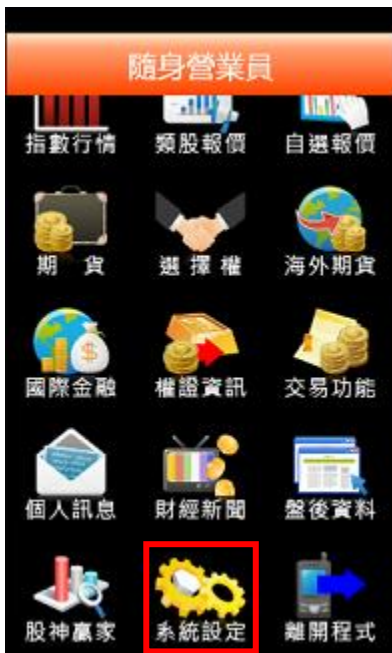 隨身營業員
指數行情 類股報價 自選報價
期 貨 選 擇 權 海外期貨
國際金融 權證資訊 交易功能
個人訊息 財經新聞 盤後資料
股神贏家 系統設定 離開程式